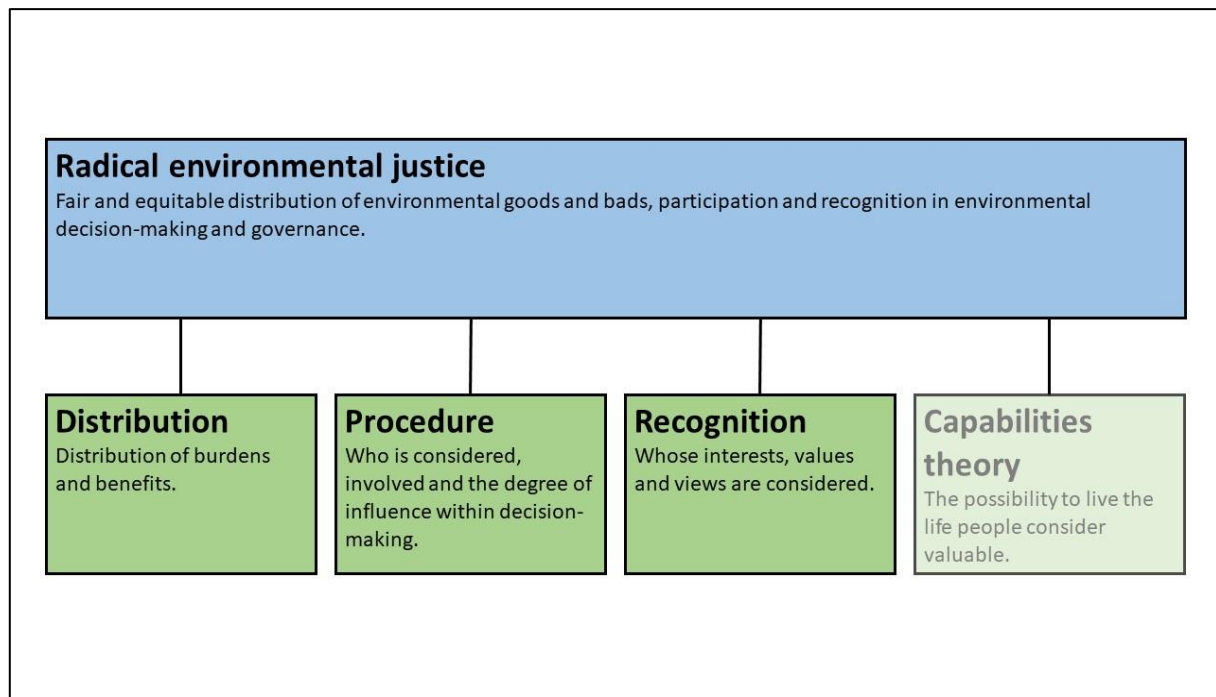 Radical environmental justice
Fair and equitable distribution of environmental goods and bads, participation and recognition in environmental
decision-making and governance.
Distribution
Distribution of burdens
and benefits.
Procedure
Who is considered,
involved and the degree of
influence within decision-
making.
Recognition
Whose interests, values
and views are considered.
Capabilities
theory
The possibility to live the
life people consider
valuable.